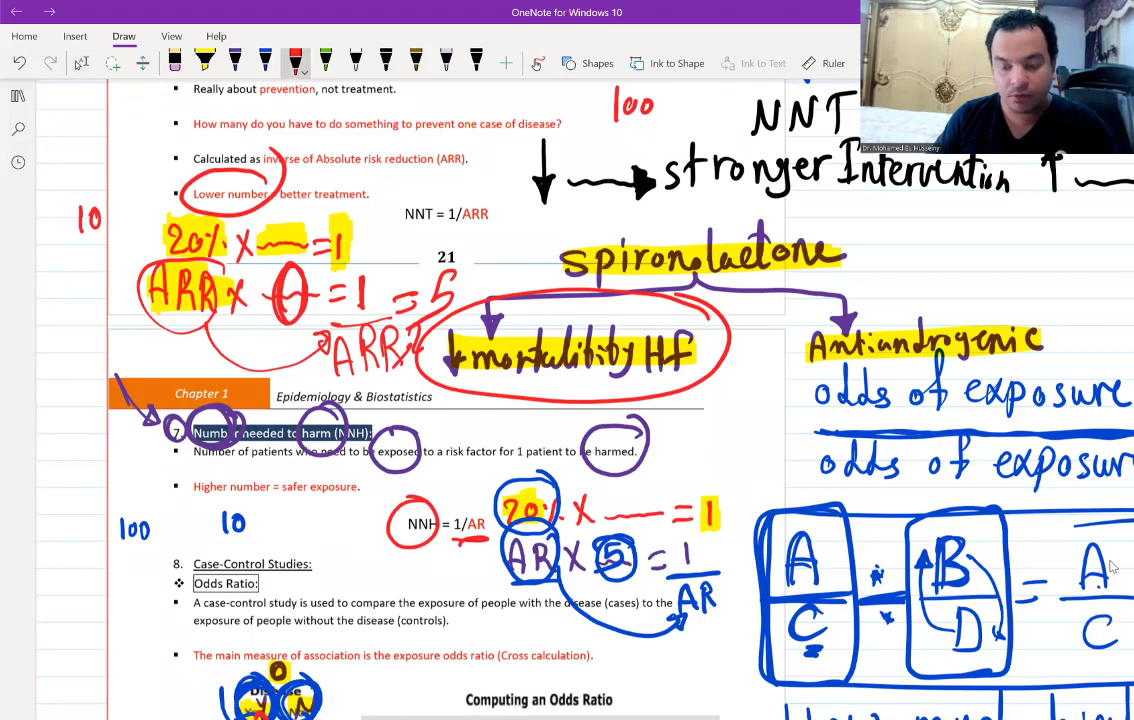 OneNote for Windows 10
Home Insert Draw View Help
Shapes Ink to Shape Ink to Text Ruler
Dr. Mohamed EL Husseiny
Really about prevention, not treatment.
100
NNT
How many do you have to do something to prevent one case of disease?
Calculated as inverse of Absolute risk reduction (ARR).
stronger Intervention
Lower number better treatment.
10
NNT = 1/ARR
20% x = 1
21
spironolactone
ARR x = 1 = 5
ARR
mortulitiby HF
Antiandrogenic
odds of exposure
Chapter 1 Epidemiology & Biostatistics
7. Number needed to harm (NNH):
Number of patients who need to be exposed to a risk factor for 1 patient to be harmed.
odds of exposure
Higher number = safer exposure.
20% X = 1
100 10
NNH = 1/AR
AR X 5 = 1
AR
A B = A
C D C
8. Case-Control Studies:
Odds Ratio:
A case-control study is used to compare the exposure of people with the disease (cases) to the
exposure of people without the disease (controls).
The main measure of association is the exposure odds ratio (Cross calculation).
Computing an Odds Ratio